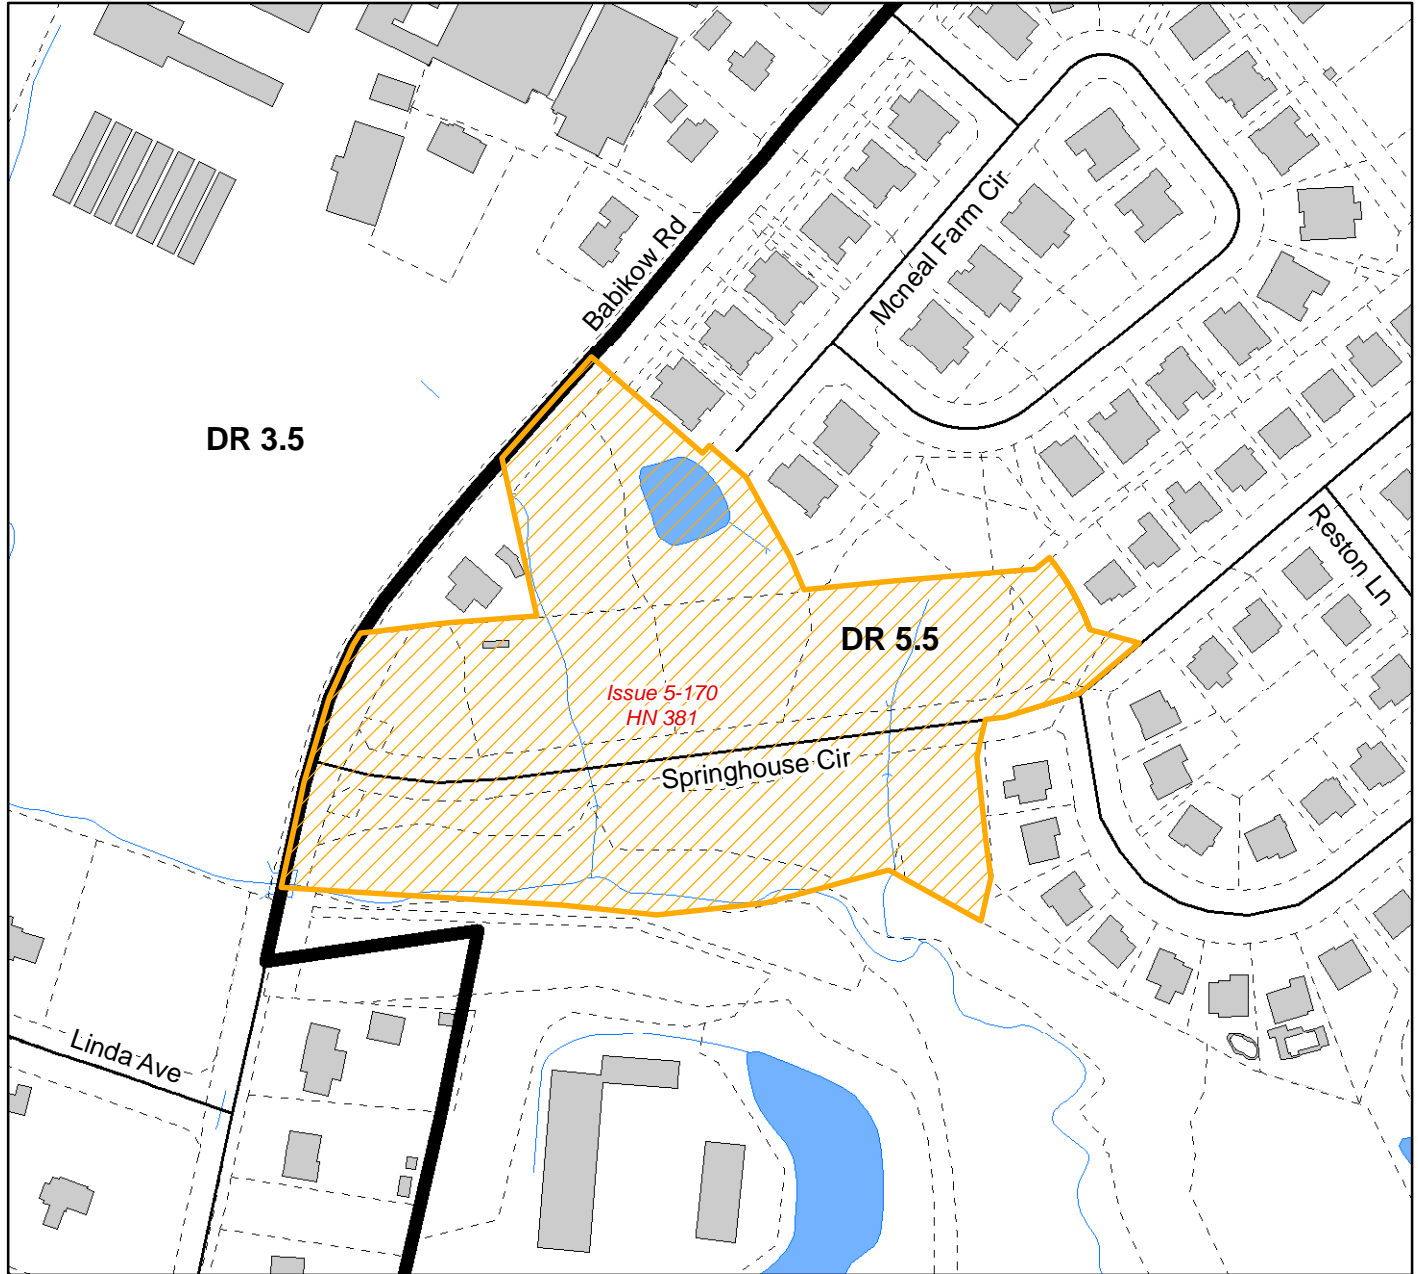 Babikow Rd
Mcneal Farm Cir
DR 3.5
Reston Ln
DR 5.5
Issue 5-170
HN 381
Springhouse Cir
Linda Ave